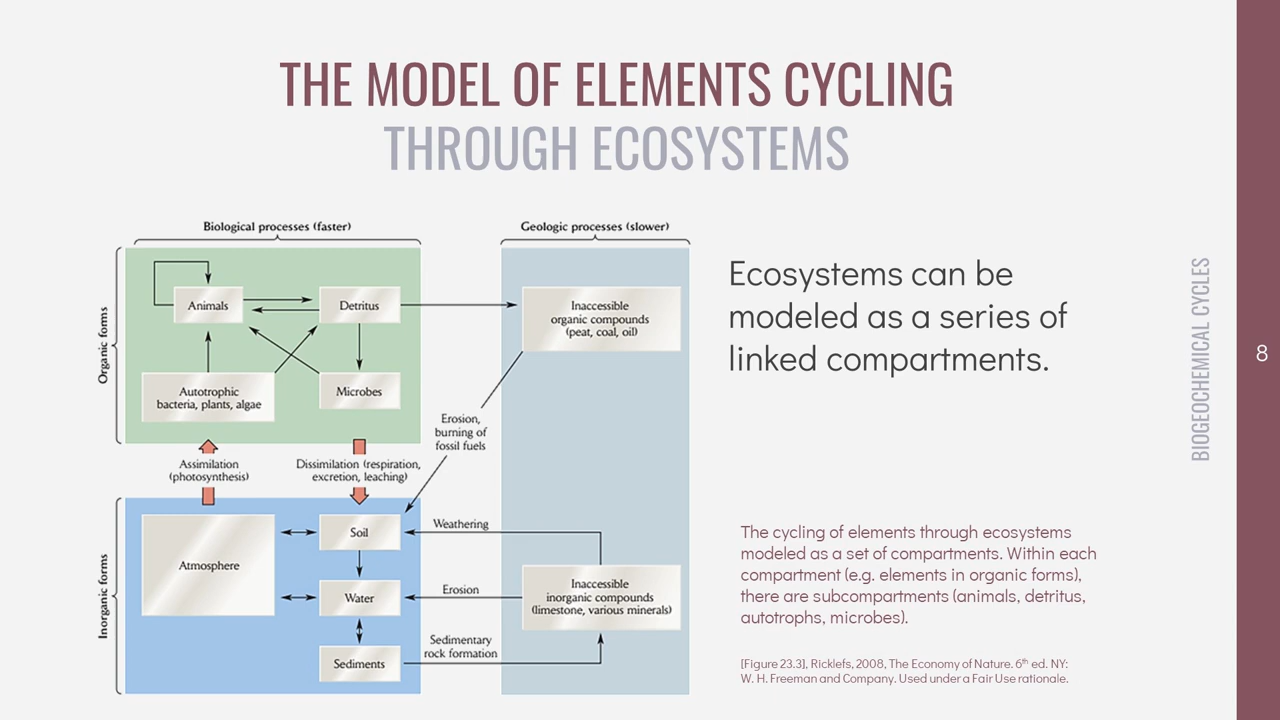 THE MODEL OF ELEMENTS CYCLING
THROUGH ECOSYSTEMS
Biological processes (faster)
Geologic processes (slower)
Organic forms
Animals
Detritus
Inaccessible
organic compounds
(peat, coal, oil)
Autotrophic
bacteria, plants, algae
Microbes
Erosion,
burning of
fossil fuels
Assimilation
(photosynthesis)
Dissimilation (respiration,
excretion, leaching)
Inorganic forms
Atmosphere
Soil
Weathering
Water
Erosion
Inaccessible
inorganic compounds
(limestone, various minerals)
Sediments
Sedimentary
rock formation
Ecosystems can be
modeled as a series of
linked compartments.
The cycling of elements through ecosystems
modeled as a set of compartments. Within each
compartment (e.g. elements in organic forms),
there are subcompartments (animals, detritus,
autotrophs, microbes).
[Figure 23.3], Ricklefs, 2008, The Economy of Nature. 6th ed. NY:
W. H. Freeman and Company. Used under a Fair Use rationale.
BIOGEOCHEMICAL CYCLES
8